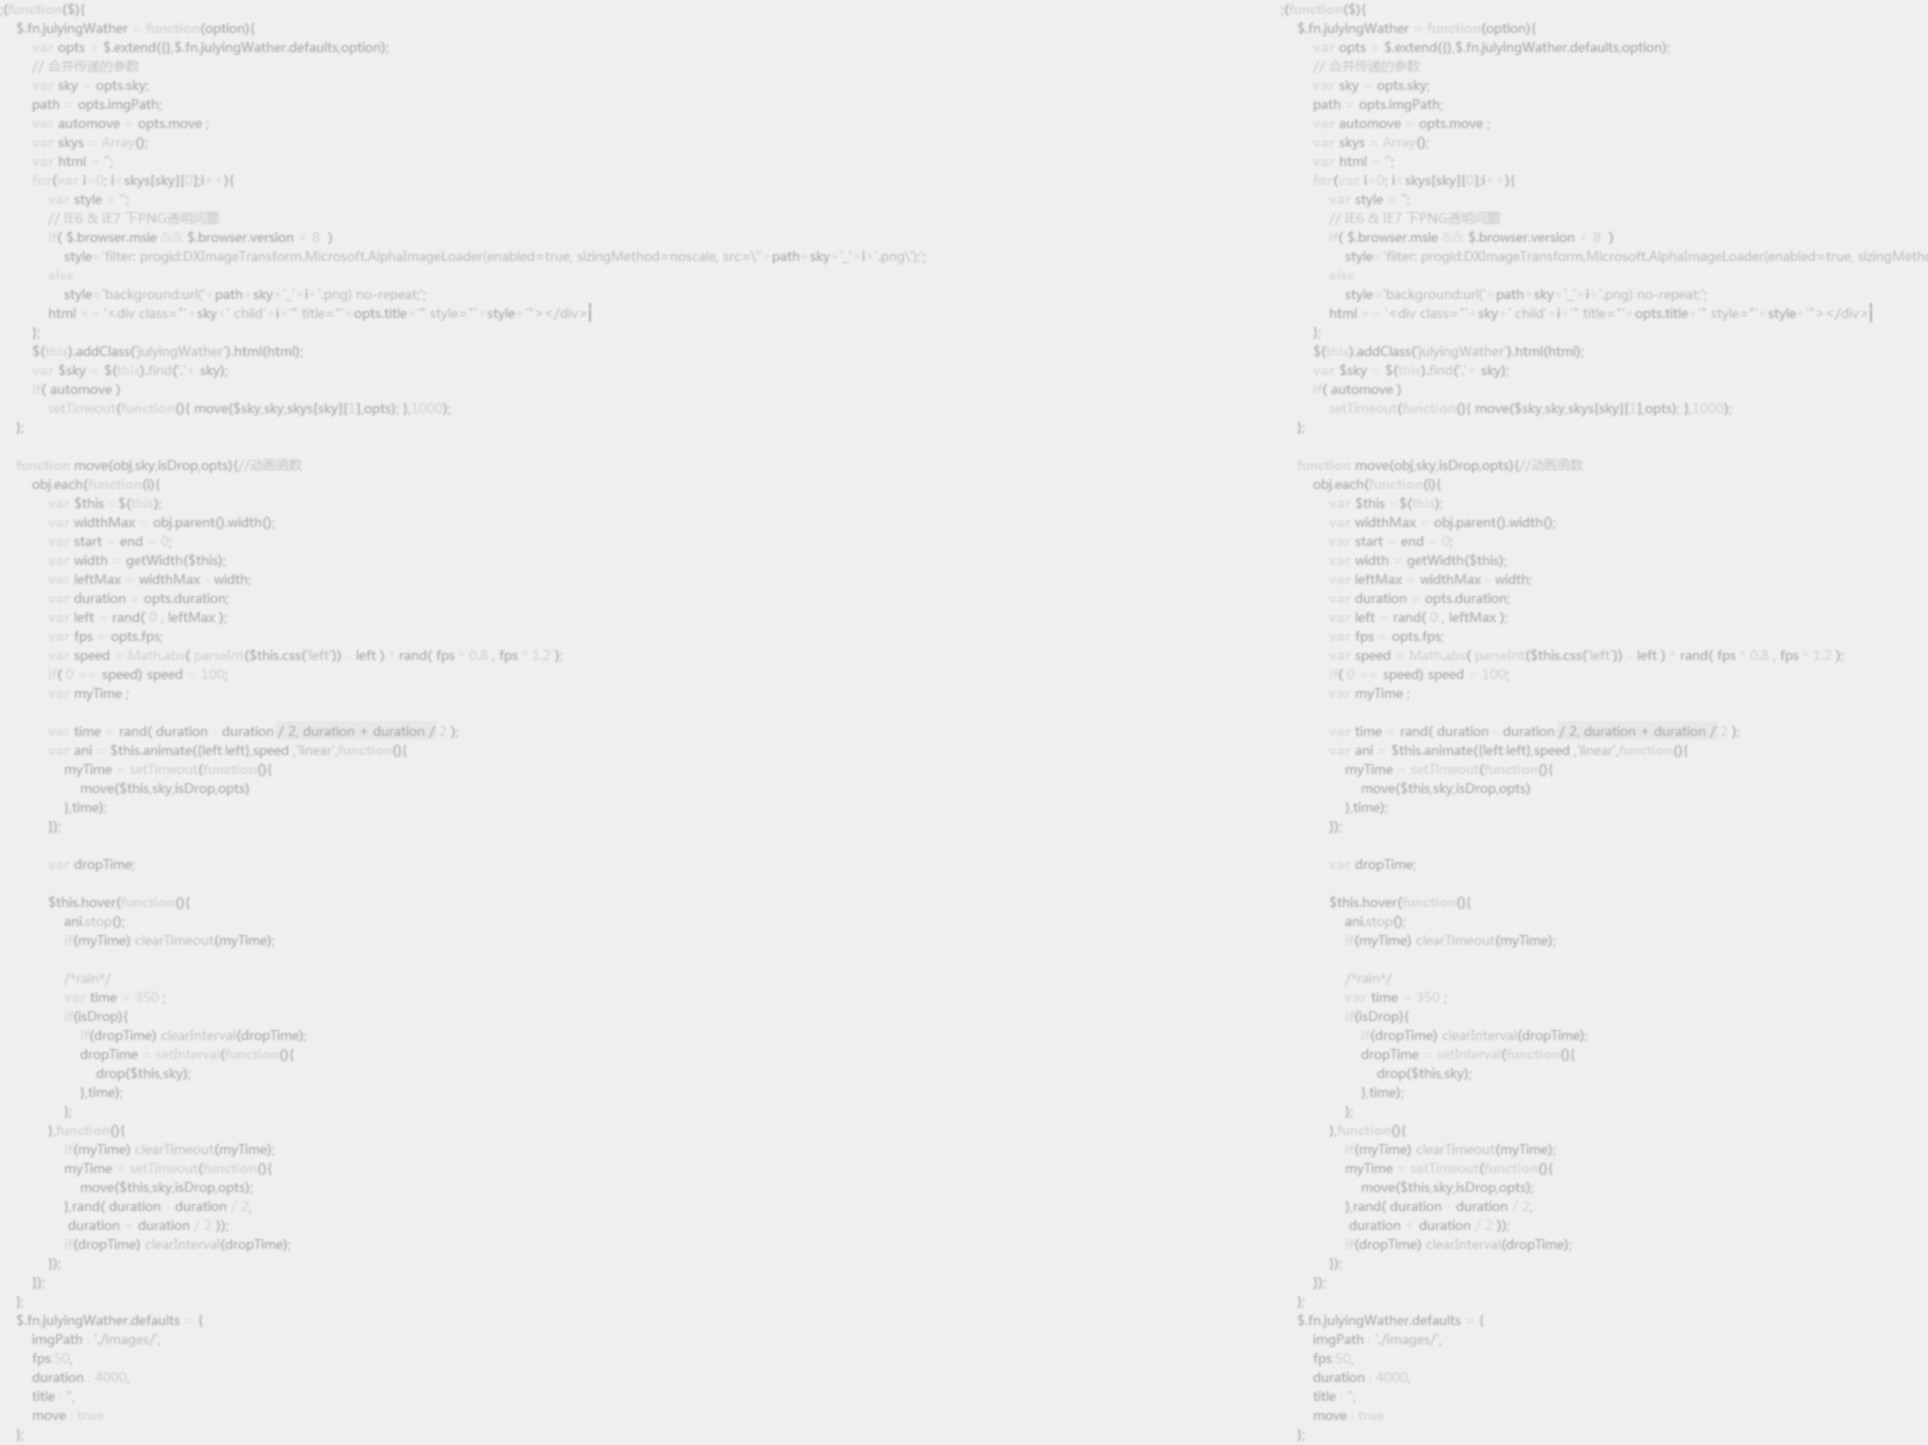 ;(function($){
$.fn.julyingWather = function(option){
var opts = $.extend({},$.fn.julyingWather.defaults,option);
// 合并传递的参数
var sky = opts.sky;
path = opts.imgPath;
var automove = opts.move ;
var skys = Array();
var html = '';
for(var i=0; i<skys[sky][0];i++){
var style = '';
// IE6 & IE7 下PNG透明问题
if( $.browser.msie && $.browser.version < 8  )
style='filter: progid:DXImageTransform.Microsoft.AlphaImageLoader(enabled=true, sizingMethod=noscale, src=\''+path+sky+'_'+i+'.png\');';
else
style='background:url('+path+sky+'_'+i+'.png) no-repeat;';
html += '<div class="'+sky+' child'+i+'" title="'+opts.title+'" style="'+style+'"></div>
};
$(this).addClass('julyingWather').html(html);
var $sky = $(this).find('.'+ sky);
if( automove )
setTimeout(function(){ move($sky,sky,skys[sky][1],opts); },1000);
};
function move(obj,sky,isDrop,opts){//动画函数
obj.each(function(i){
var $this =$(this);
var widthMax = obj.parent().width();
var start = end = 0;
var width = getWidth($this);
var leftMax = widthMax - width;
var duration = opts.duration;
var left = rand( 0 , leftMax );
var fps = opts.fps;
var speed = Math.abs( parseInt($this.css('left')) - left ) * rand( fps * 0.8 , fps * 1.2 );
if( 0 == speed) speed = 100;
var myTime ;
var time = rand( duration - duration / 2, duration + duration / 2 );
var ani = $this.animate({left:left},speed ,'linear',function(){
myTime = setTimeout(function(){
move($this,sky,isDrop,opts)
},time);
});
var dropTime;
$this.hover(function(){
ani.stop();
if(myTime) clearTimeout(myTime);
/*rain*/
var time = 350 ;
if(isDrop){
if(dropTime) clearInterval(dropTime);
dropTime = setInterval(function(){
drop($this,sky);
},time);
};
},function(){
if(myTime) clearTimeout(myTime);
myTime = setTimeout(function(){
move($this,sky,isDrop,opts);
},rand( duration - duration / 2,
duration + duration / 2 ));
if(dropTime) clearInterval(dropTime);
});
});
};
$.fn.julyingWather.defaults = {
imgPath : './images/',
fps:50,
duration : 4000,
title : '',
move : true
};
;(function($){
$.fn.julyingWather = function(option){
var opts = $.extend({},$.fn.julyingWather.defaults,option);
// 合并传递的参数
var sky = opts.sky;
path = opts.imgPath;
var automove = opts.move ;
var skys = Array();
var html = '';
for(var i=0; i<skys[sky][0];i++){
var style = '';
// IE6 & IE7 下PNG透明问题
if( $.browser.msie && $.browser.version < 8  )
style='filter: progid:DXImageTransform.Microsoft.AlphaImageLoader(enabled=true,
else
style='background:url('+path+sky+'_'+i+'.png) no-repeat;';
html += '<div class="'+sky+' child'+i+'" title="'+opts.title+'" style="'+style+'"></div>
};
$(this).addClass('julyingWather').html(html);
var $sky = $(this).find('.'+ sky);
if( automove )
setTimeout(function(){ move($sky,sky,skys[sky][1],opts); },1000);
};
function move(obj,sky,isDrop,opts){//动画函数
obj.each(function(i){
var $this =$(this);
var widthMax = obj.parent().width();
var start = end = 0;
var width = getWidth($this);
var leftMax = widthMax - width;
var duration = opts.duration;
var left = rand( 0 , leftMax );
var fps = opts.fps;
var speed = Math.abs( parseInt($this.css('left')) - left ) * rand( fps * 0.8 , fps * 1.2 );
if( 0 == speed) speed = 100;
var myTime ;
var time = rand( duration - duration / 2, duration + duration / 2 );
var ani = $this.animate({left:left},speed ,'linear',function(){
myTime = setTimeout(function(){
move($this,sky,isDrop,opts)
},time);
});
var dropTime;
$this.hover(function(){
ani.stop();
if(myTime) clearTimeout(myTime);
/*rain*/
var time = 350 ;
if(isDrop){
if(dropTime) clearInterval(dropTime);
dropTime = setInterval(function(){
drop($this,sky);
},time);
};
},function(){
if(myTime) clearTimeout(myTime);
myTime = setTimeout(function(){
move($this,sky,isDrop,opts);
},rand( duration - duration / 2,
duration + duration / 2 ));
if(dropTime) clearInterval(dropTime);
});
});
};
$.fn.julyingWather.defaults = {
imgPath : './images/',
fps:50,
duration : 4000,
title : '',
move : true
};